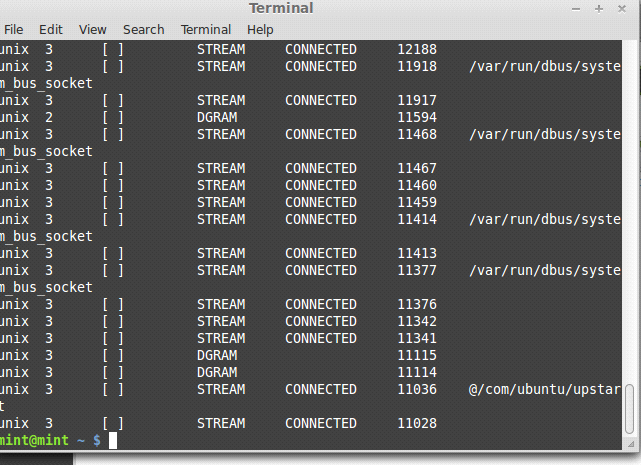 Terminal
File Edit View Search Terminal Help
unix 3 [ ] STREAM CONNECTED 12188
unix 3 [ ] STREAM CONNECTED 11918 /var/run/dbus/syste
m_bus_socket
unix 3 [ ] STREAM CONNECTED 11917
unix 2 [ ] DGRAM 11594
unix 3 [ ] STREAM CONNECTED 11468 /var/run/dbus/syste
m_bus_socket
unix 3 [ ] STREAM CONNECTED 11467
unix 3 [ ] STREAM CONNECTED 11460
unix 3 [ ] STREAM CONNECTED 11459
unix 3 [ ] STREAM CONNECTED 11414 /var/run/dbus/syste
m_bus_socket
unix 3 [ ] STREAM CONNECTED 11413
unix 3 [ ] STREAM CONNECTED 11377 /var/run/dbus/syste
m_bus_socket
unix 3 [ ] STREAM CONNECTED 11376
unix 3 [ ] STREAM CONNECTED 11342
unix 3 [ ] STREAM CONNECTED 11341
unix 3 [ ] DGRAM 11115
unix 3 [ ] DGRAM 11114
unix 3 [ ] STREAM CONNECTED 11036 @/com/ubuntu/upstar
t
unix 3 [ ] STREAM CONNECTED 11028
mint@mint ~ $